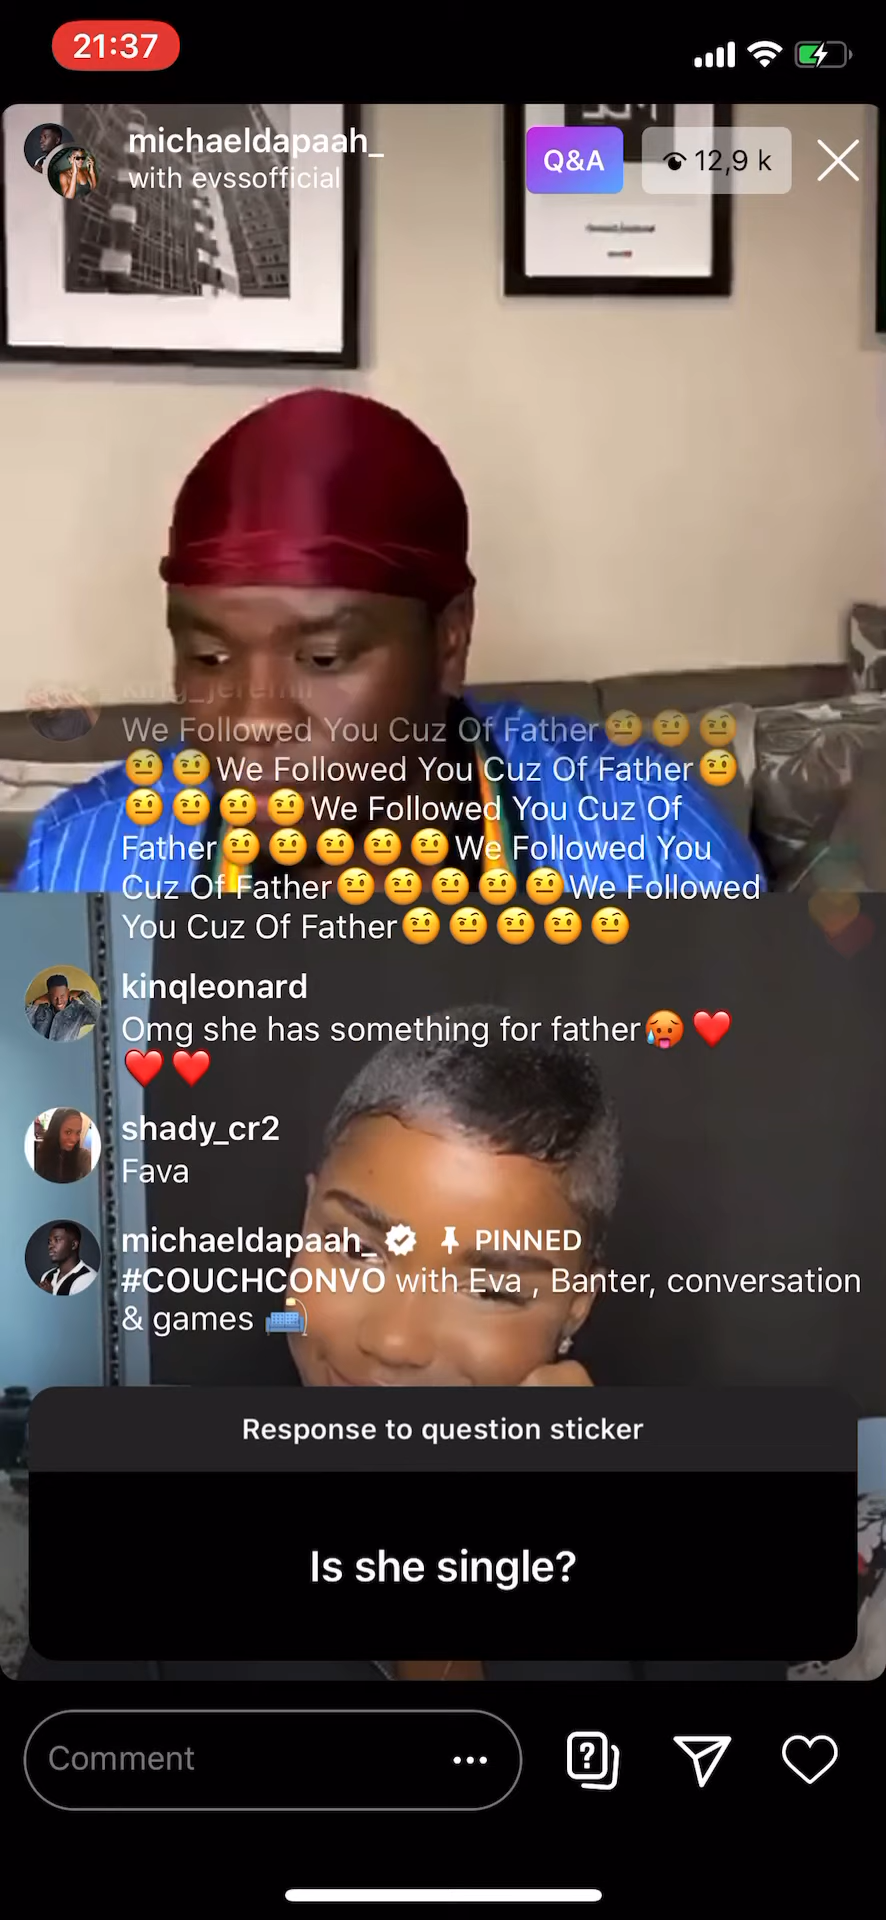 21:37
michaeldapaah_
with evssofficial
Q&A
12,9 k
king_jeremii
We Followed You Cuz Of Father🤨🤨🤨
🤨🤨We Followed You Cuz Of Father🤨
🤨🤨🤨🤨We Followed You Cuz Of
Father🤨🤨🤨🤨🤨We Followed You
Cuz Of Father🤨🤨🤨🤨🤨We Followed
You Cuz Of Father🤨🤨🤨🤨🤨
kinqleonard
Omg she has something for father🥵❤️
❤️❤️
shady_cr2
Fava
michaeldapaah_ PINNED
#COUCHCONVO with Eva , Banter, conversation
& games 🛋️
Response to question sticker
Is she single?
Comment